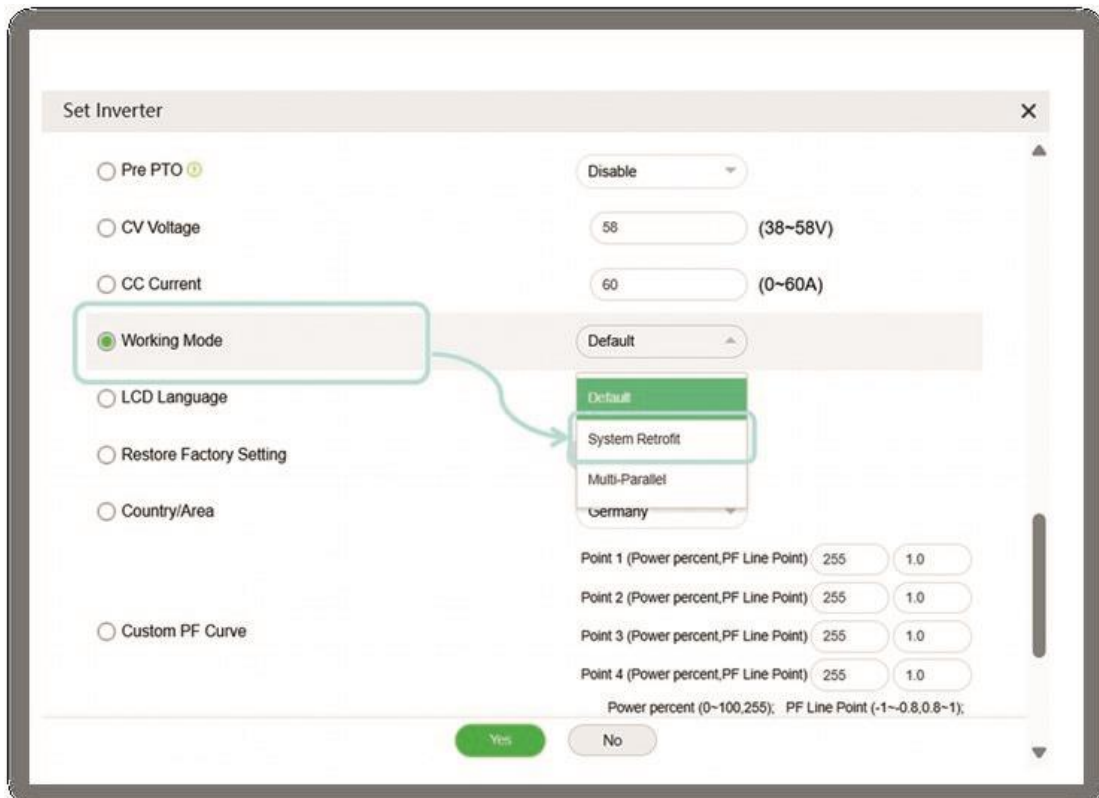 Set Inverter
Pre PTO
Disable
CV Voltage
58
(38~58V)
CC Current
60
(0~60A)
Working Mode
Default
LCD Language
Default
System Retrofit
Restore Factory Setting
Multi-Parallel
Country/Area
Germany
Point 1 (Power percent,PF Line Point) 255 1.0
Point 2 (Power percent,PF Line Point) 255 1.0
Custom PF Curve
Point 3 (Power percent,PF Line Point) 255 1.0
Point 4 (Power percent,PF Line Point) 255 1.0
Power percent (0~100,255); PF Line Point (-1~-0.8,0.8~1);
Yes
No